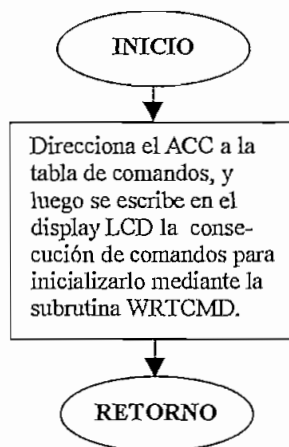 INICIO
Direcciona el ACC a la
tabla de comandos, y
luego se escribe en el
display LCD la conse-
cución de comandos para
inicializarlo mediante la
subrutina WRTCMD.
RETORNO